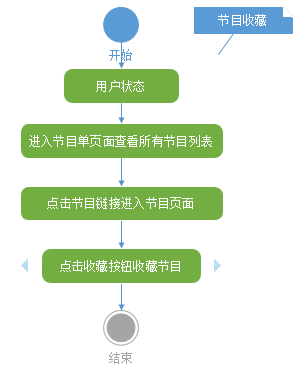 节目收藏
开始
用户状态
进入节目单页面查看所有节目列表
点击节目链接进入节目页面
点击收藏按钮收藏节目
结束